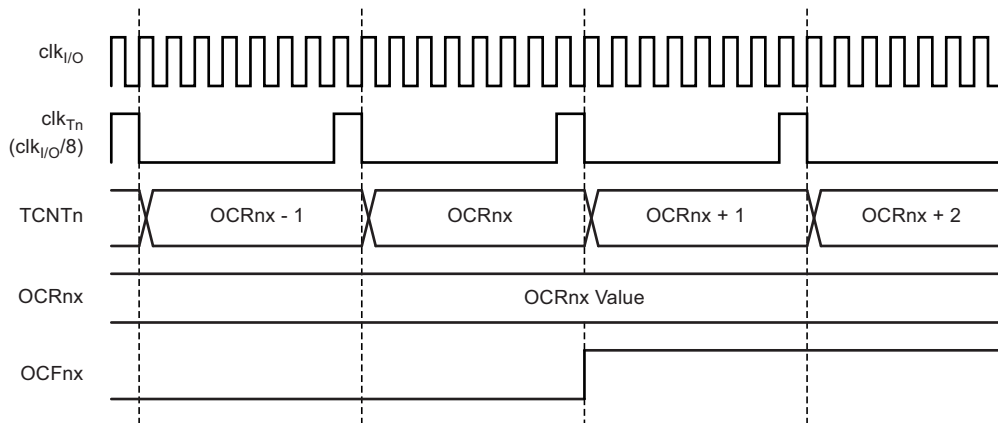 clkI/O
clkTn
(clkI/O/8)
TCNTn OCRnx - 1 OCRnx OCRnx + 1 OCRnx + 2
OCRnx OCRnx Value
OCFnx